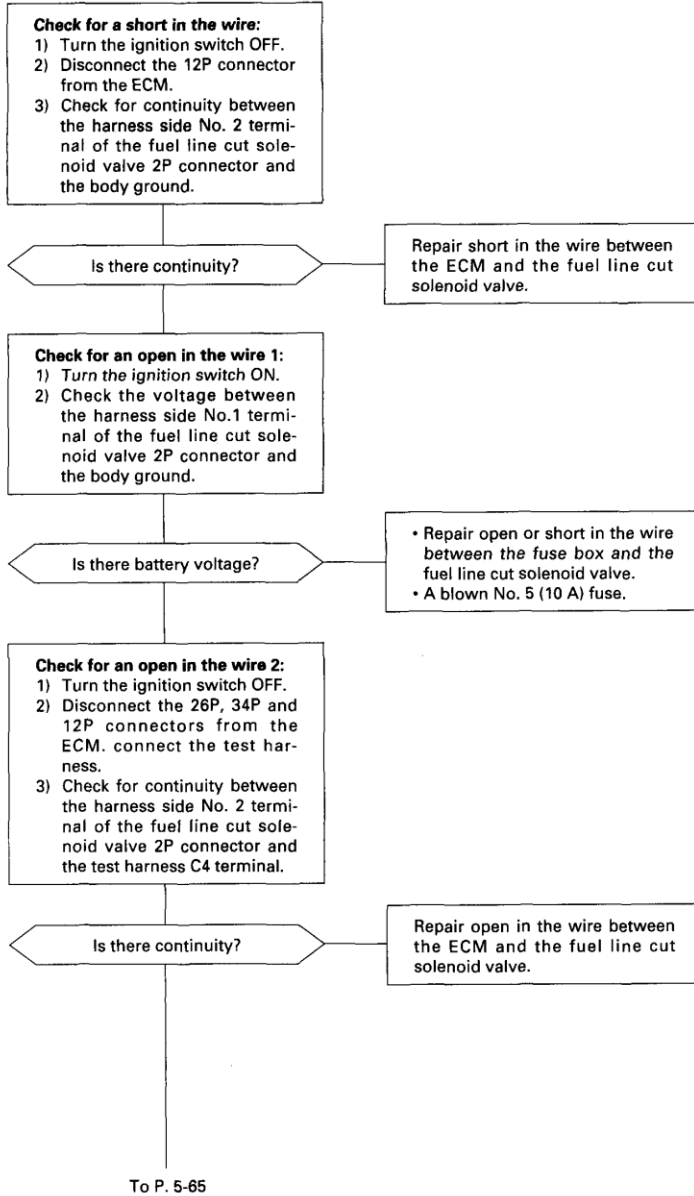 Check for a short in the wire:
1) Turn the ignition switch OFF.
2) Disconnect the 12P connector
from the ECM.
3) Check for continuity between
the harness side No. 2 termi-
nal of the fuel line cut sole-
noid valve 2P connector and
the body ground.
Is there continuity?
Repair short in the wire between
the ECM and the fuel line cut
solenoid valve.
Check for an open in the wire 1:
1) Turn the ignition switch ON.
2) Check the voltage between
the harness side No.1 termi-
nal of the fuel line cut sole-
noid valve 2P connector and
the body ground.
Is there battery voltage?
• Repair open or short in the wire
between the fuse box and the
fuel line cut solenoid valve.
• A blown No. 5 (10 A) fuse.
Check for an open in the wire 2:
1) Turn the ignition switch OFF.
2) Disconnect the 26P, 34P and
12P connectors from the
ECM. connect the test har-
ness.
3) Check for continuity between
the harness side No. 2 termi-
nal of the fuel line cut sole-
noid valve 2P connector and
the test harness C4 terminal.
Is there continuity?
Repair open in the wire between
the ECM and the fuel line cut
solenoid valve.
To P. 5-65